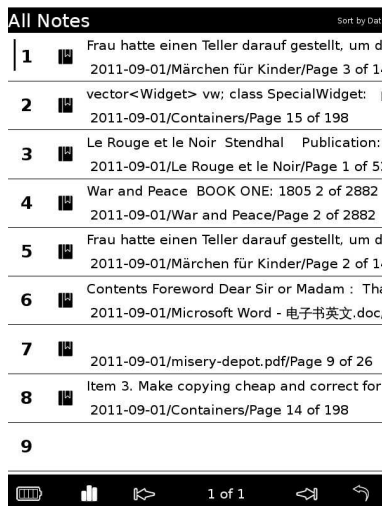 All Notes
Sort by Dat
1
Frau hatte einen Teller darauf gestellt, um d
2011-09-01/Märchen für Kinder/Page 3 of 14
2
vector<Widget> vw; class SpecialWidget:
2011-09-01/Containers/Page 15 of 198
3
Le Rouge et le Noir Stendhal Publication:
2011-09-01/Le Rouge et le Noir/Page 1 of 53
4
War and Peace BOOK ONE: 1805 2 of 2882
2011-09-01/War and Peace/Page 2 of 2882
5
Frau hatte einen Teller darauf gestellt, um d
2011-09-01/Märchen für Kinder/Page 2 of 14
6
Contents Foreword Dear Sir or Madam : Tha
2011-09-01/Microsoft Word - 电子书英文.doc,
7
2011-09-01/misery-depot.pdf/Page 9 of 26
8
Item 3. Make copying cheap and correct for
2011-09-01/Containers/Page 14 of 198
9
1 of 1